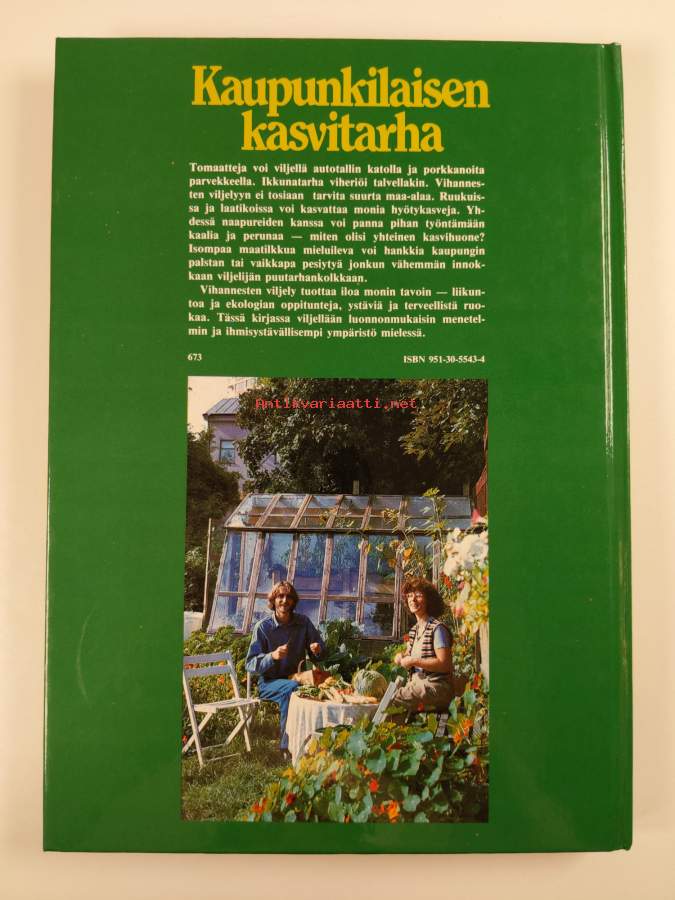 Kaupunkilaisen
kasvitarha
Tomaatteja voi viljellä autotallin katolla ja porkkanoita
parvekkeella. Ikkunatarha viheriöi talvellakin. Vihannes-
ten viljelyyn ei tosiaan tarvita suurta maa-alaa. Ruukuis-
sa ja laatikoissa voi kasvattaa monia hyötykasveja. Yh-
dessä naapureiden kanssa voi panna pihan työntämään
kaalia ja perunaa — miten olisi yhteinen kasvihuone?
Isompaa maatilkkua mieluileva voi hankkia kaupungin
palstan tai vaikkapa pesiytyä jonkun vähemmän innok-
kaan viljelijän puutarhankolkkaan.
Vihannesten viljely tuottaa iloa monin tavoin — liikun-
toa ja ekologian oppitunteja, ystäviä ja terveellistä ruo-
kaa. Tässä kirjassa viljellään luonnonmukaisin menetel-
min ja ihmisystävällisempi ympäristö mielessä.
673 ISBN 951-30-5543-4
Antikvariaatti.net